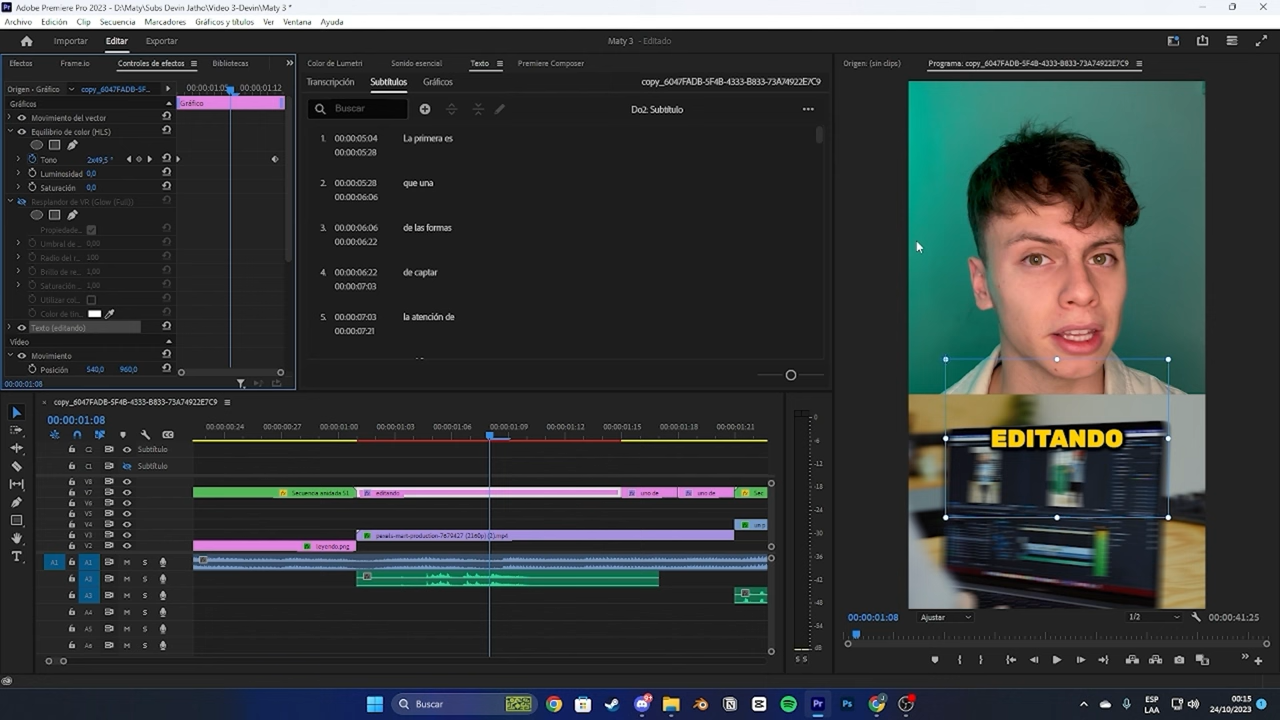 Adobe Premiere Pro 2023 - D:\Maty\Subs Devin Jatho\Video 3-Devin\Maty 3 *
Archivo Edición Clip Secuencia Marcadores Gráficos y títulos Ver Ventana Ayuda
Importar Editar Exportar
Maty 3 - Editado
Efectos Frame.io Controles de efectos Bibliotecas
Origen - Gráfico copy_6047FADB-5F...
00:00:01:05 00:00:01:12
Gráficos
Gráfico
Movimiento del vector
Equilibrio de color (HLS)
Tono 2x49,5°
Luminosidad 0,0
Saturación 0,0
Resplandor de VR (Glow (Full))
Propiedade...
Umbral de... 0,00
Radio del r... 100
Brillo de re... 1,00
Saturación... 1,00
Utilizar col...
Color de tin...
Texto (editando)
Vídeo
Movimiento
Posición 540,0 960,0
00:00:01:08
Color de Lumetri Sonido esencial Texto Premiere Composer
Transcripción Subtítulos Gráficos
copy_6047FADB-5F4B-4333-B833-73A74922E7C9
Buscar
Do2: Subtítulo
1. 00:00:05:04 La primera es
00:00:05:28
2. 00:00:05:28 que una
00:00:06:06
3. 00:00:06:06 de las formas
00:00:06:22
4. 00:00:06:22 de captar
00:00:07:03
5. 00:00:07:03 la atención de
00:00:07:21
Origen: (sin clips) Programa: copy_6047FADB-5F4B-4333-B833-73A74922E7C9
EDITANDO
00:00:01:08 Ajustar 1/2 00:00:41:25
copy_6047FADB-5F4B-4333-B833-73A74922E7C9
00:00:01:08
00:00:00:24 00:00:00:27 00:00:01:00 00:00:01:03 00:00:01:06 00:00:01:09 00:00:01:12 00:00:01:15 00:00:01:18 00:00:01:21
C2 Subtítulo
C1 Subtítulo
V8
V7 Secuencia anidada 51 editando uno de uno de Sec
V6
V5
V4 un p
V3
V2 leyendo.png
A1 A1 M S
A2 M S
A3 M S
A4 M S
A5 M S
A6 M S
0
-6
-12
-18
-24
-30
-36
-42
-48
-54
dB
S S
Buscar
ESP
LAA
00:15
24/10/2023